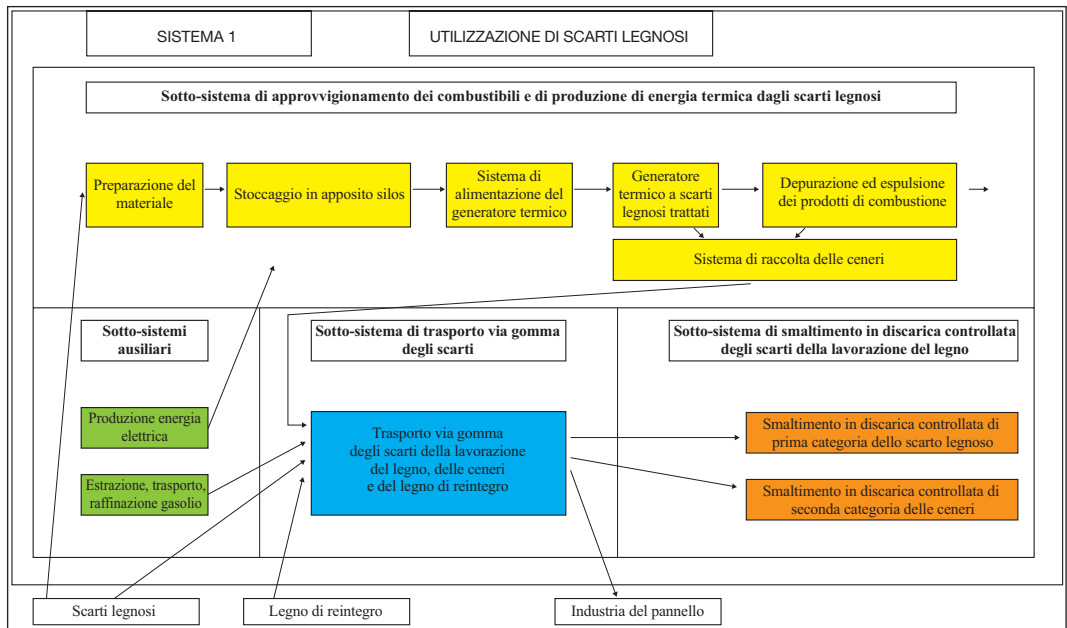 SISTEMA 1
UTILIZZAZIONE DI SCARTI LEGNOSI
Sotto-sistema di approvvigionamento dei combustibili e di produzione di energia termica dagli scarti legnosi
Preparazione del
materiale
Stoccaggio in apposito silos
Sistema di
alimentazione del
generatore termico
Generatore
termico a scarti
legnosi trattati
Depurazione ed espulsione
dei prodotti di combustione
Sistema di raccolta delle ceneri
Sotto-sistemi
ausiliari
Sotto-sistema di trasporto via gomma
degli scarti
Sotto-sistema di smaltimento in discarica controllata
degli scarti della lavorazione del legno
Produzione energia
elettrica
Estrazione, trasporto,
raffinazione gasolio
Trasporto via gomma
degli scarti della lavorazione
del legno, delle ceneri
e del legno di reintegro
Smaltimento in discarica controllata di
prima categoria dello scarto legnoso
Smaltimento in discarica controllata di
seconda categoria delle ceneri
Scarti legnosi
Legno di reintegro
Industria del pannello